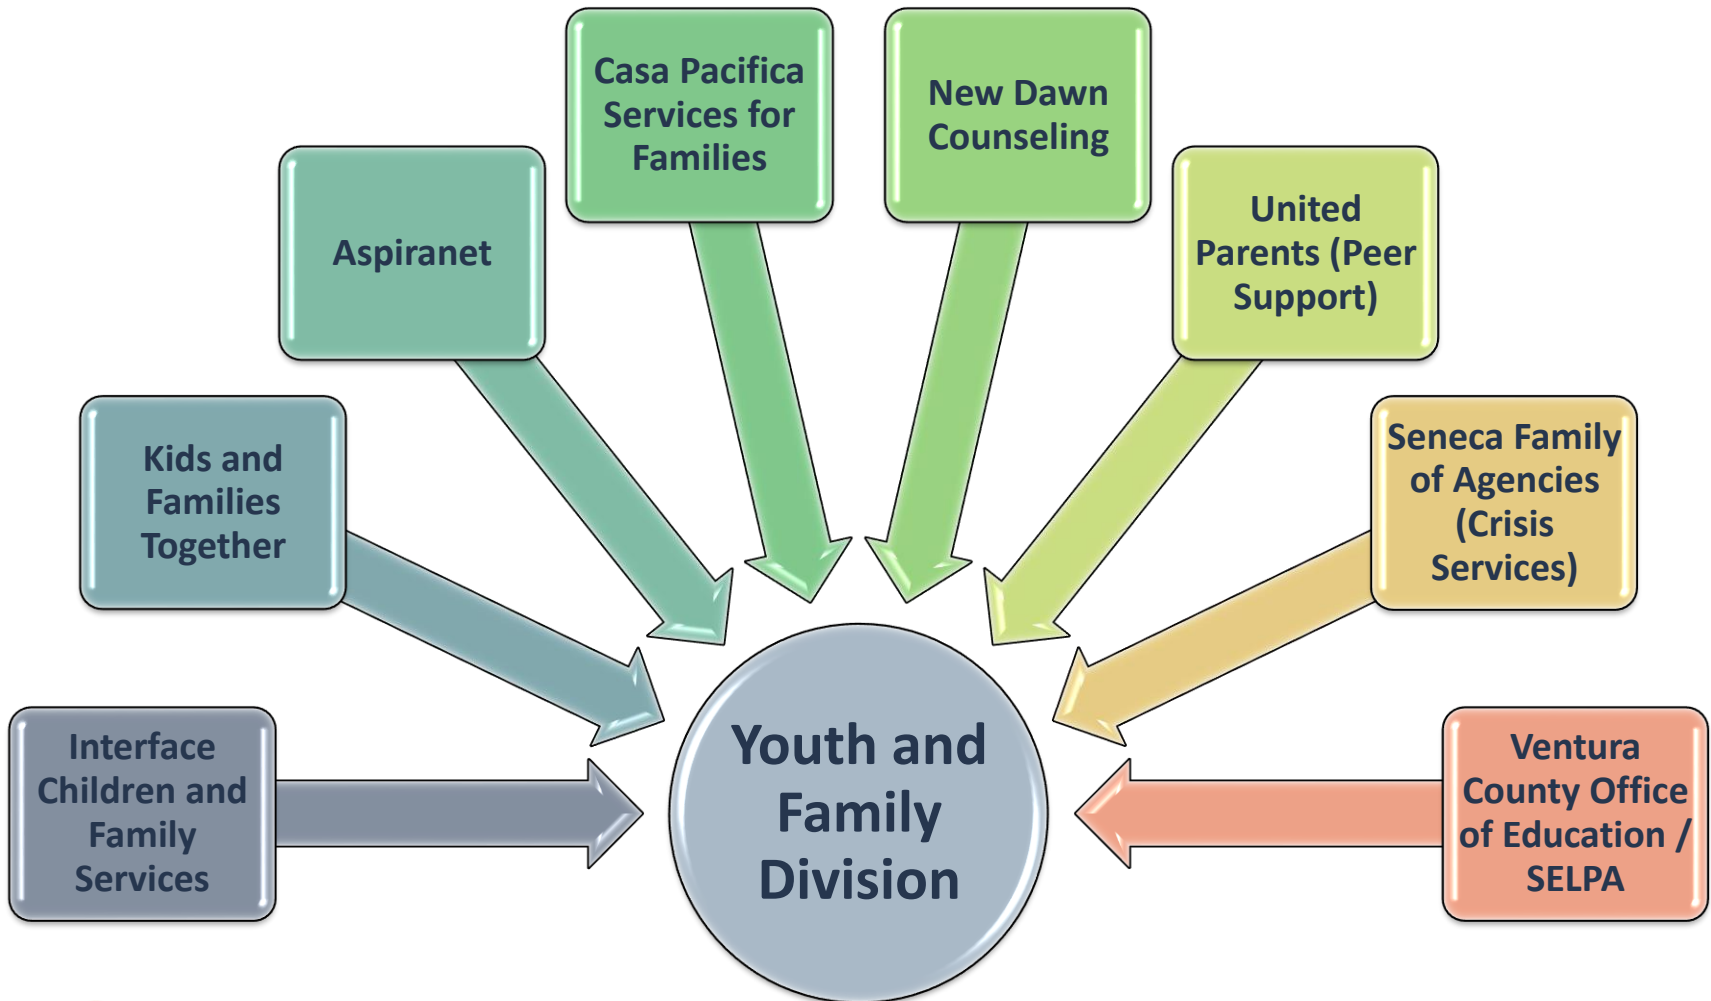 Casa Pacifica
Services for
Families
New Dawn
Counseling
Aspiranet
United
Parents (Peer
Support)
Kids and
Families
Together
Seneca Family
of Agencies
(Crisis
Services)
Interface
Children and
Family
Services
Youth and
Family
Division
Ventura
County Office
of Education /
SELPA